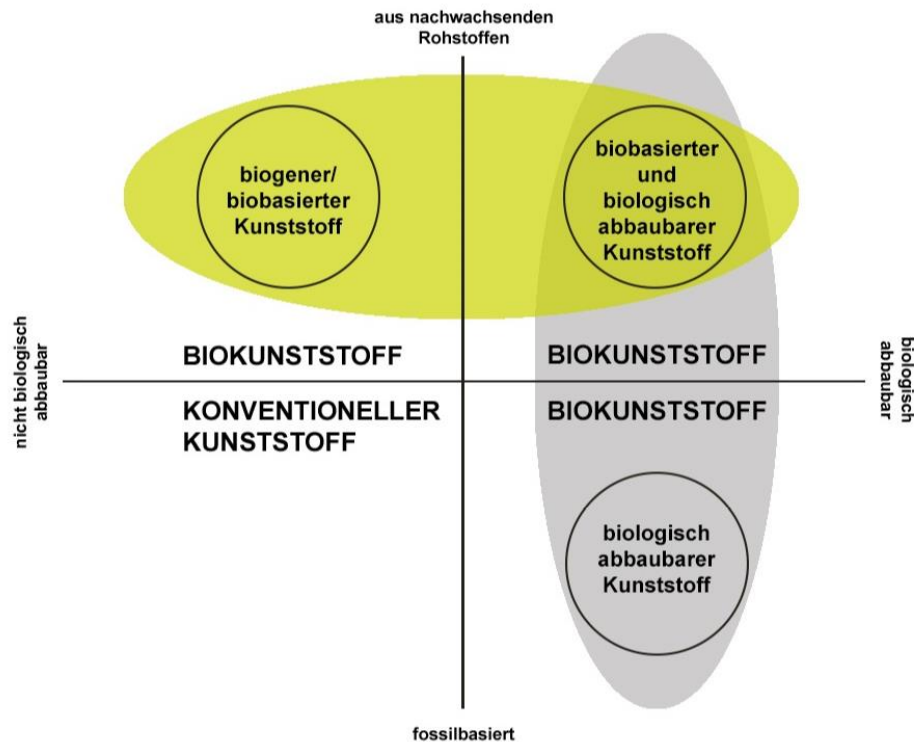 aus nachwachsenden
Rohstoffen
biogener/
biobasierter
Kunststoff
biobasierter
und
biologisch
abbaubarer
Kunststoff
nicht biologisch
abbaubar
BIOKUNSTSTOFF
BIOKUNSTSTOFF
biologisch
abbaubar
KONVENTIONELLER
KUNSTSTOFF
BIOKUNSTSTOFF
biologisch
abbaubarer
Kunststoff
fossilbasiert